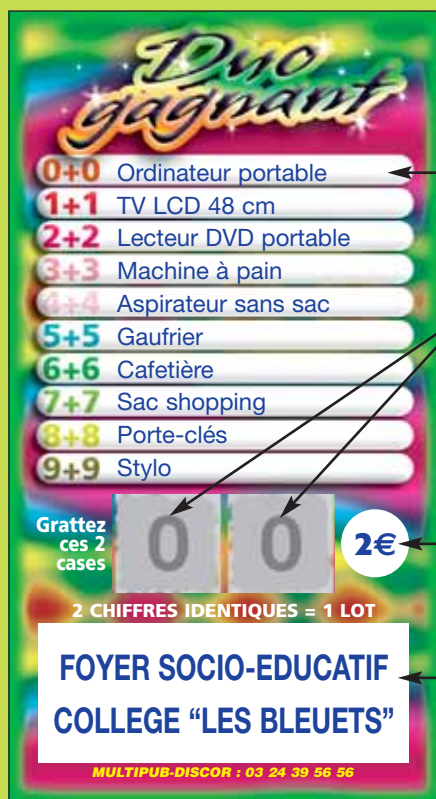 Duo
gagnant
0+0 Ordinateur portable
1+1 TV LCD 48 cm
2+2 Lecteur DVD portable
3+3 Machine à pain
4+4 Aspirateur sans sac
5+5 Gaufrier
6+6 Cafetière
7+7 Sac shopping
8+8 Porte-clés
9+9 Stylo
Grattez
ces 2
cases
0 0
2€
2 CHIFFRES IDENTIQUES = 1 LOT
FOYER SOCIO-EDUCATIF
COLLEGE “LES BLEUETS”
MULTIPUB-DISCOR : 03 24 39 56 56